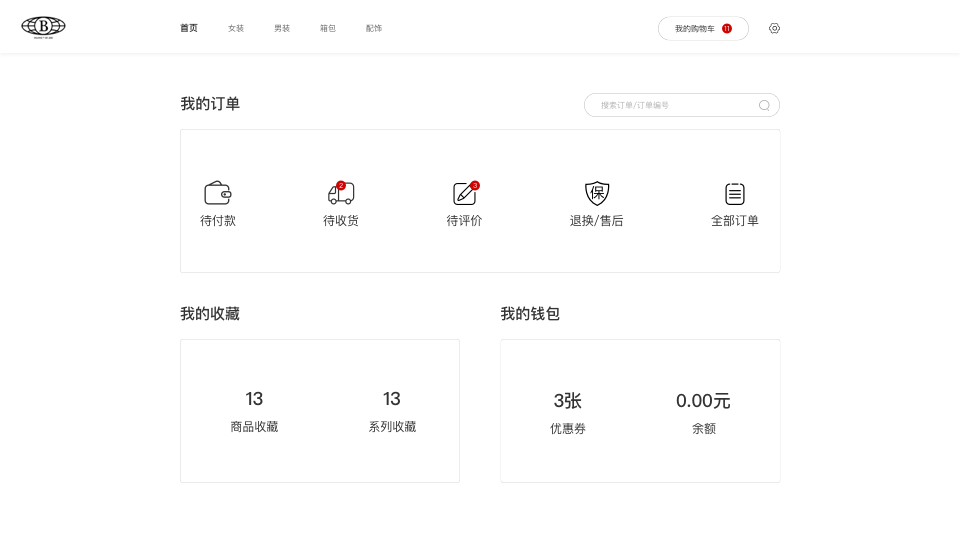 B
首页
女装
男装
箱包
配饰
我的购物车 11
我的订单
搜索订单/订单编号
待付款
2
待收货
3
待评价
保
退换/售后
全部订单
我的收藏
我的钱包
13
商品收藏
13
系列收藏
3张
优惠券
0.00元
余额